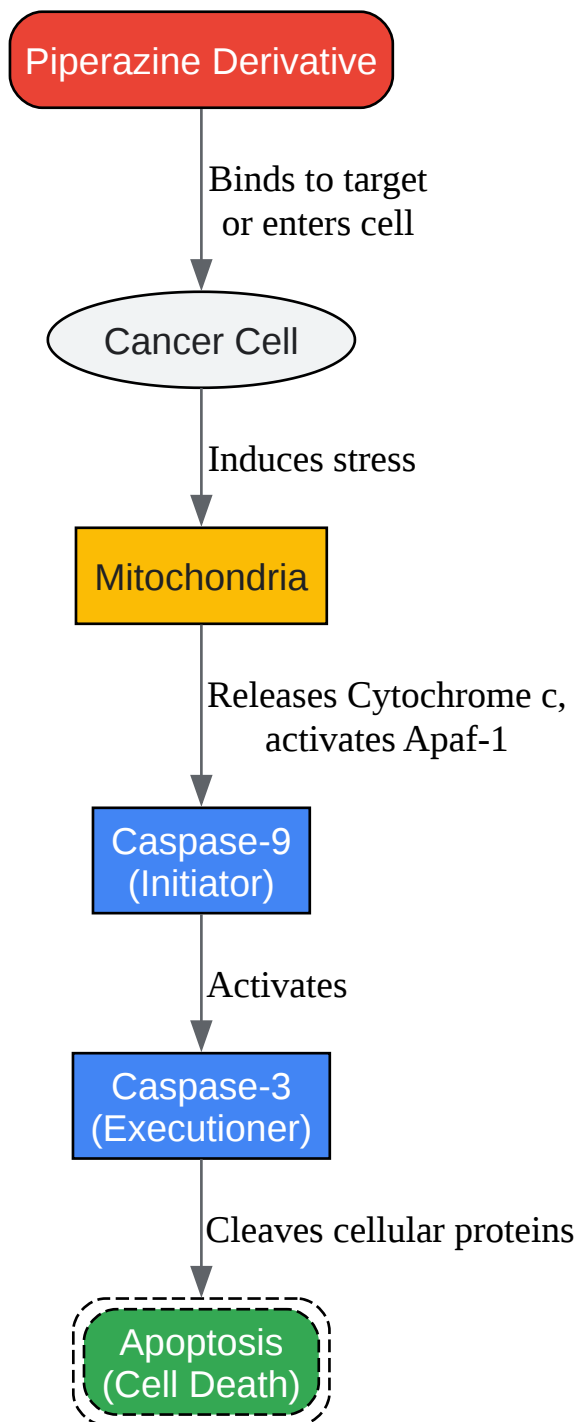 Piperazine Derivative
Binds to target
or enters cell
Cancer Cell
Induces stress
Mitochondria
Releases Cytochrome c,
activates Apaf-1
Caspase-9
(Initiator)
Activates
Caspase-3
(Executioner)
Cleaves cellular proteins
Apoptosis
(Cell Death)